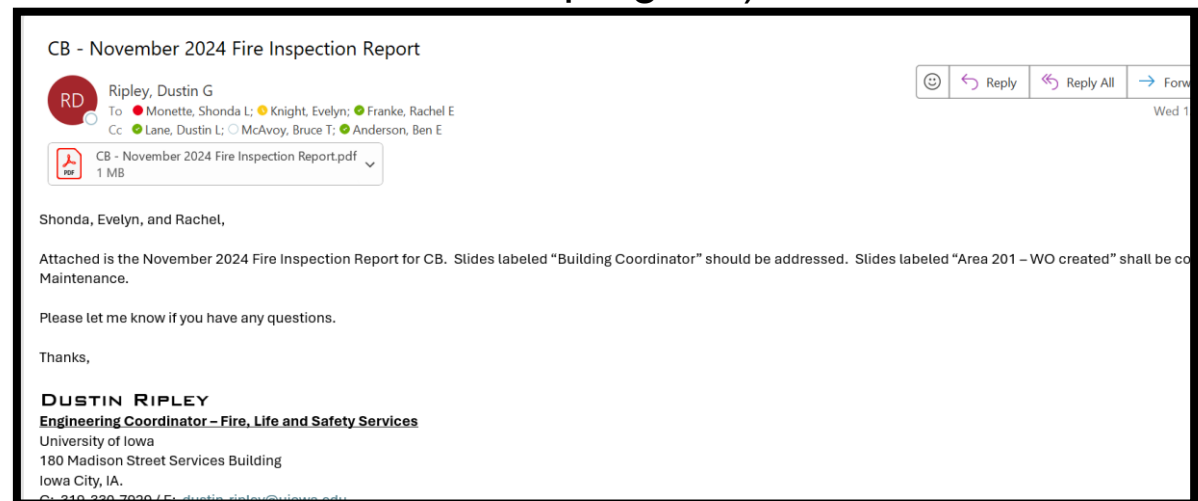 CB - November 2024 Fire Inspection Report
RD
Ripley, Dustin G
To Monette, Shonda L; Knight, Evelyn; Franke, Rachel E
Cc Lane, Dustin L; McAvoy, Bruce T; Anderson, Ben E
Reply Reply All Forw
Wed 1
PDF
CB - November 2024 Fire Inspection Report.pdf
1 MB
Shonda, Evelyn, and Rachel,
Attached is the November 2024 Fire Inspection Report for CB. Slides labeled “Building Coordinator” should be addressed. Slides labeled “Area 201 – WO created” shall be co
Maintenance.
Please let me know if you have any questions.
Thanks,
DUSTIN RIPLEY
Engineering Coordinator – Fire, Life and Safety Services
University of Iowa
180 Madison Street Services Building
Iowa City, IA.